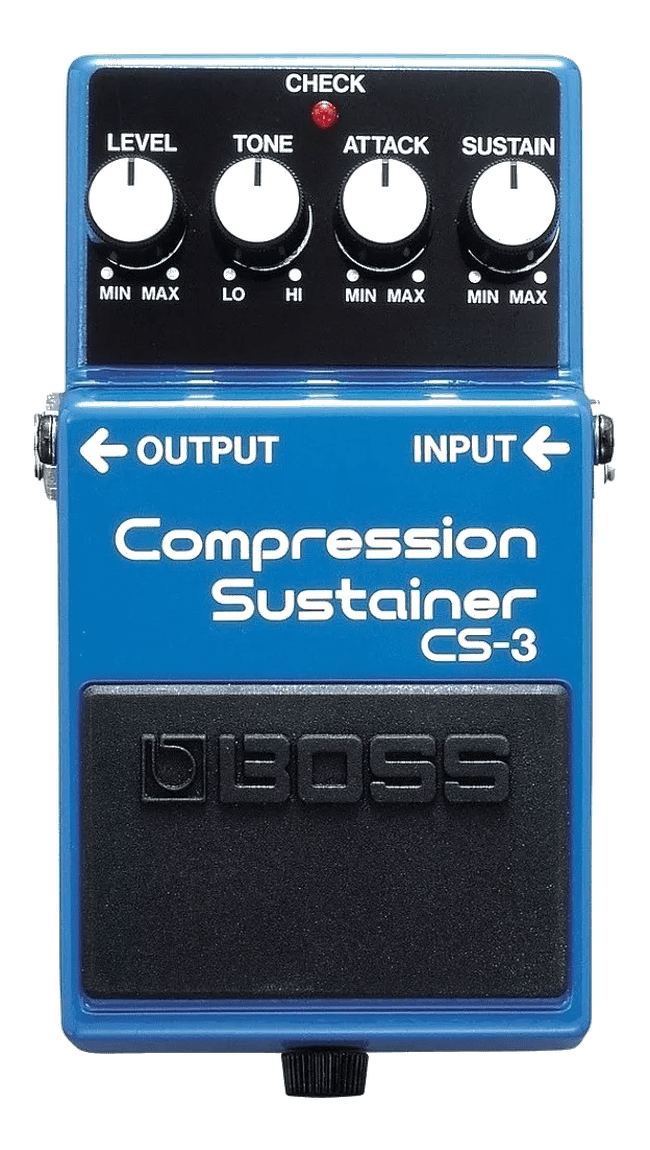 CHECK
LEVEL TONE ATTACK SUSTAIN
MIN MAX LO HI MIN MAX MIN MAX
OUTPUT INPUT
Compression
Sustainer
CS-3
BOSS